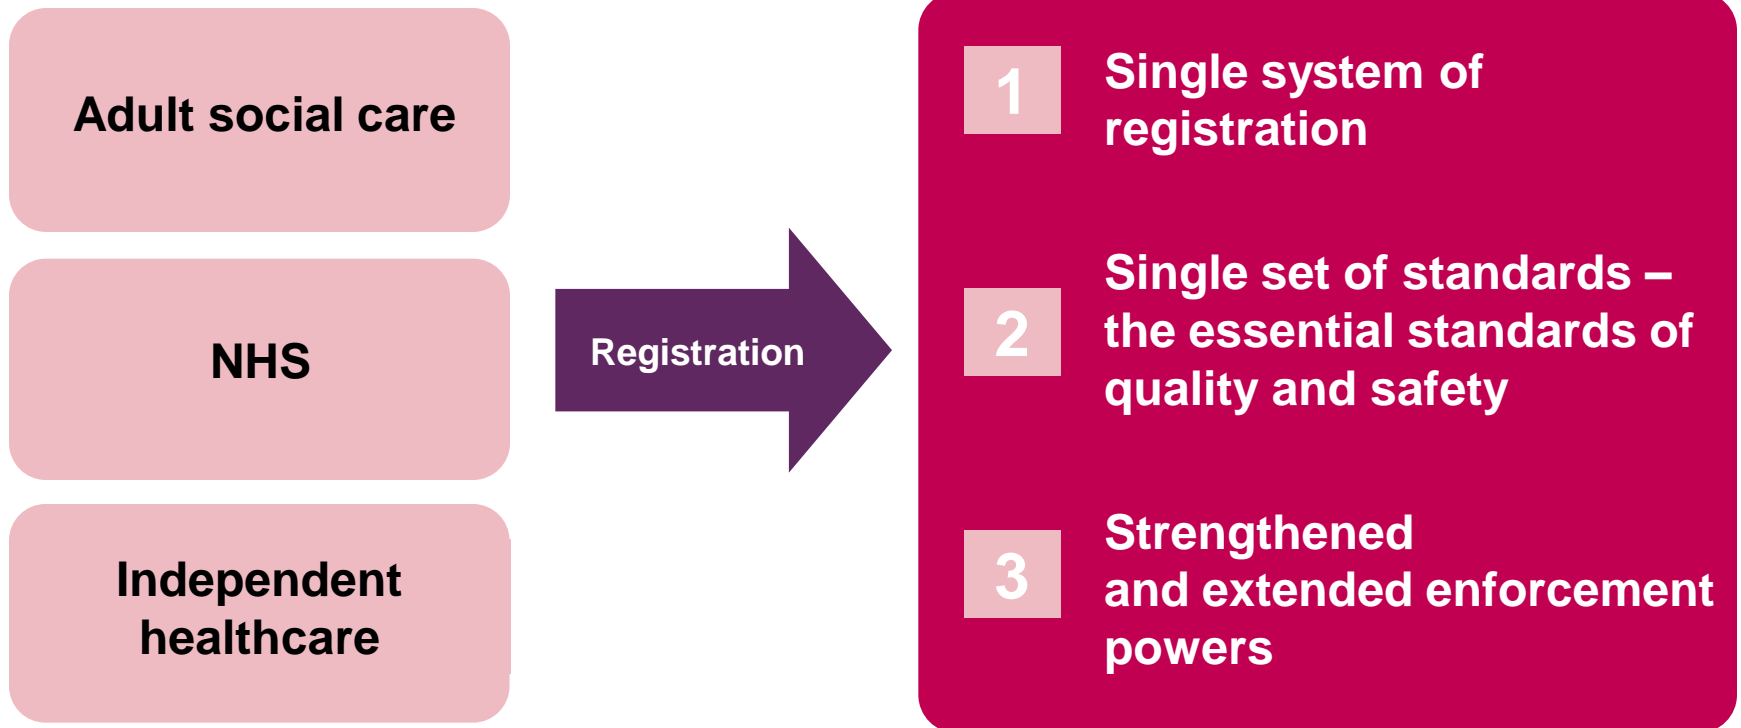 Adult social care
NHS
Independent
healthcare
Registration
1
Single system of
registration
2
Single set of standards –
the essential standards of
quality and safety
3
Strengthened
and extended enforcement
powers